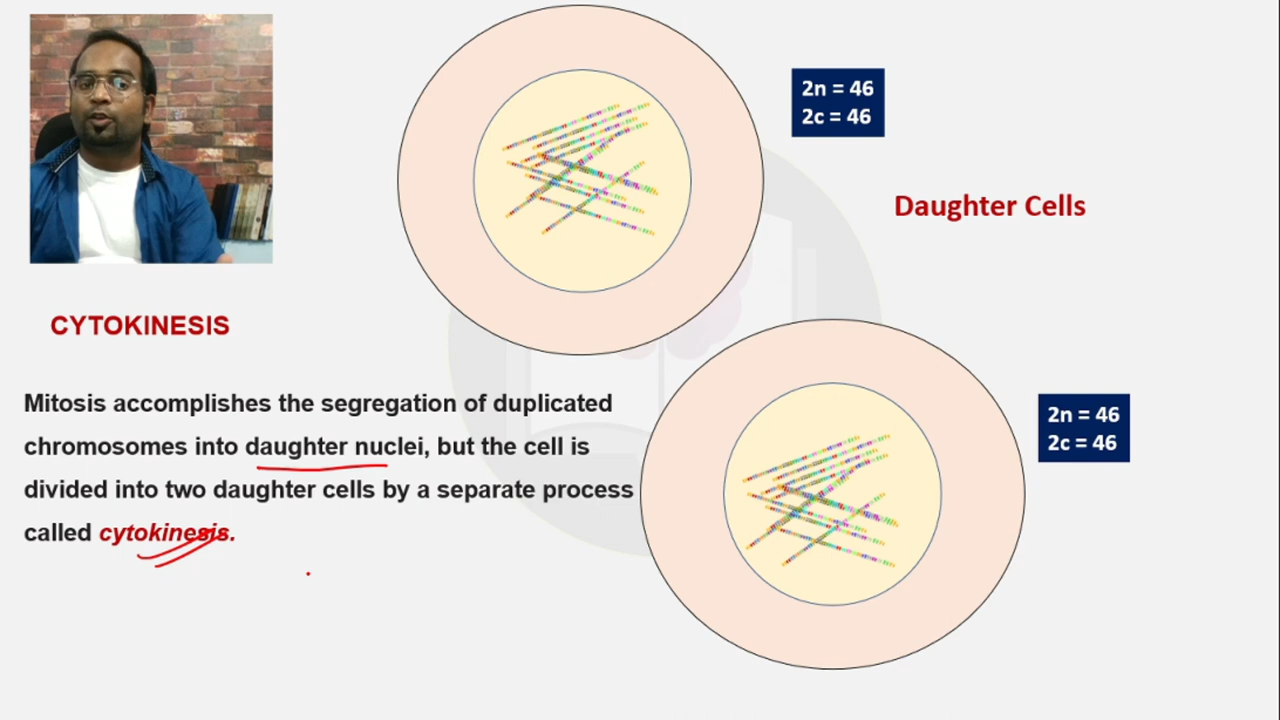 2n = 46
2c = 46
Daughter Cells
CYTOKINESIS
Mitosis accomplishes the segregation of duplicated
chromosomes into daughter nuclei, but the cell is
divided into two daughter cells by a separate process
called cytokinesis.
2n = 46
2c = 46